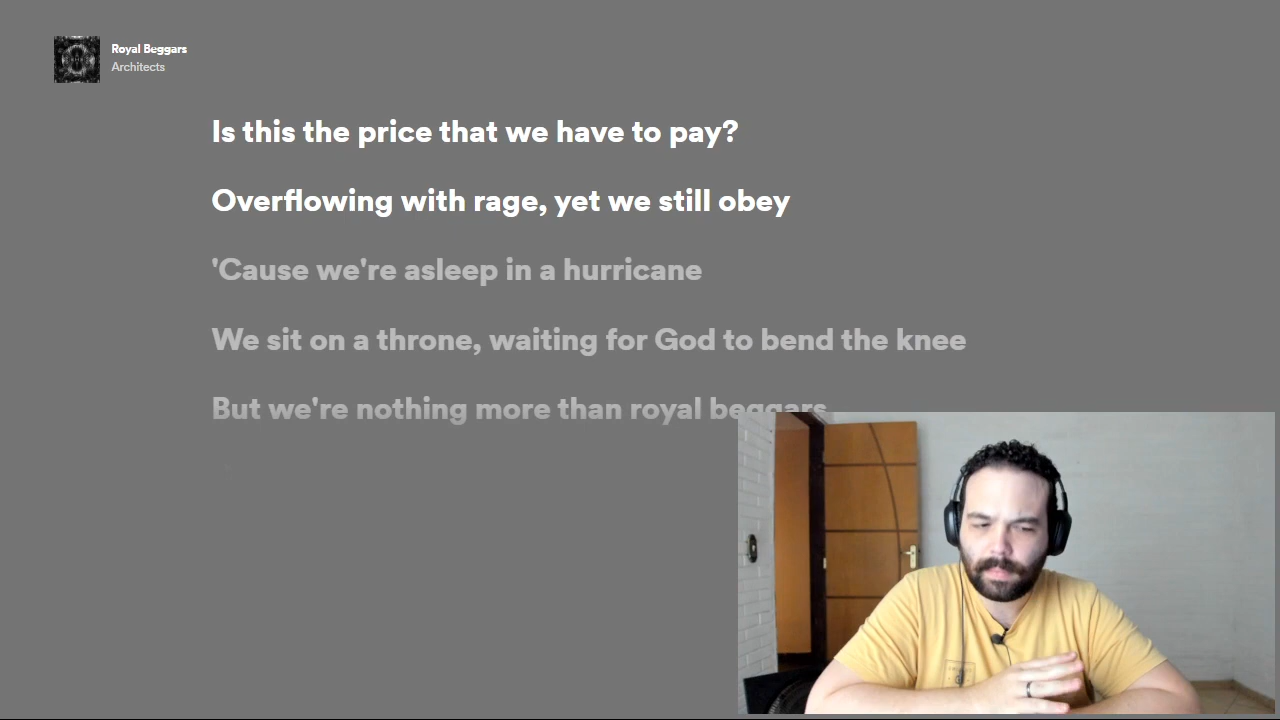 Royal Beggars
Architects
Is this the price that we have to pay?
Overflowing with rage, yet we still obey
'Cause we're asleep in a hurricane
We sit on a throne, waiting for God to bend the knee
But we're nothing more than royal beggars